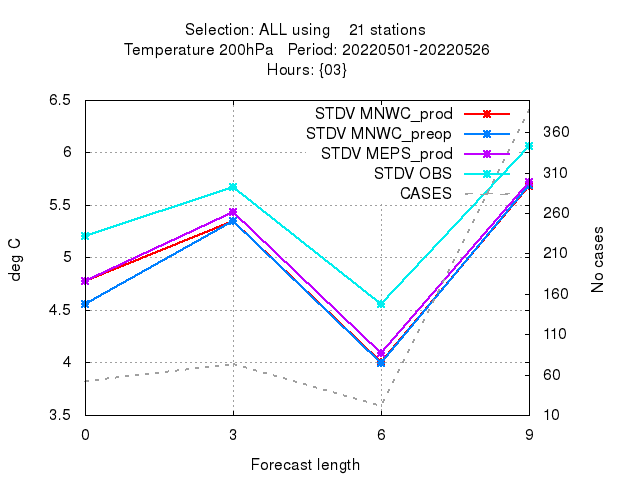 Selection: ALL using 21 stations
Temperature 200hPa Period: 20220501-20220526
Hours: {03}
STDV MNWC_prod
STDV MNWC_preop
STDV MEPS_prod
STDV OBS
CASES
6.5
6
5.5
5
4.5
4
3.5
deg C
360
310
260
210
160
110
60
10
No cases
0 3 6 9
Forecast length